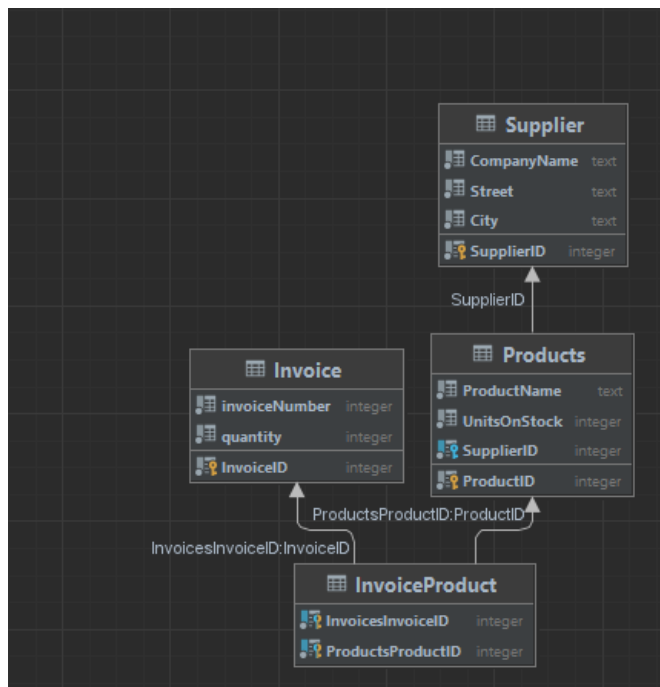 Supplier
CompanyName text
Street text
City text
SupplierID integer
SupplierID
Products
ProductName text
UnitsOnStock integer
SupplierID integer
ProductID integer
Invoice
invoiceNumber integer
quantity integer
InvoiceID integer
ProductsProductID:ProductID
InvoicesInvoiceID:InvoiceID
InvoiceProduct
InvoicesInvoiceID integer
ProductsProductID integer